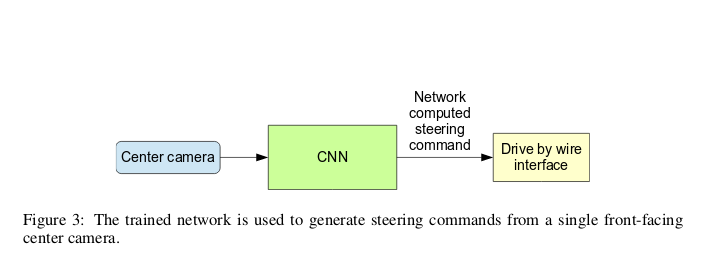 Network
computed
steering
command
Center camera
CNN
Drive by wire
interface
Figure 3: The trained network is used to generate steering commands from a single front-facing
center camera.